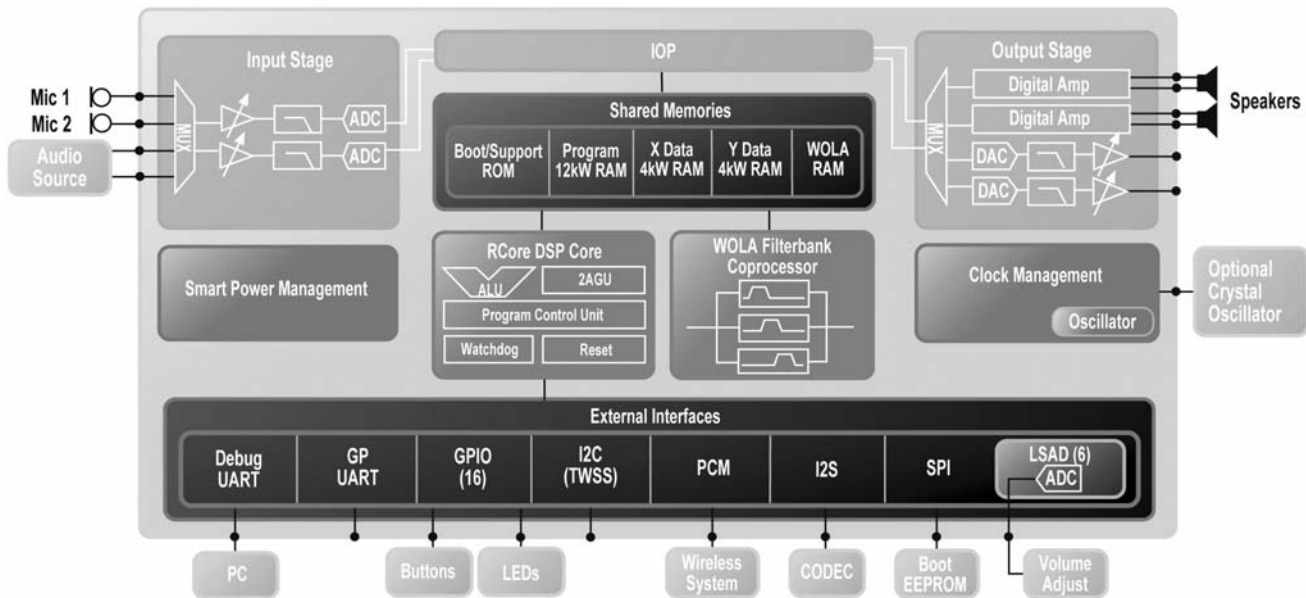 Input Stage
Mic 1
Mic 2
Audio
Source
MUX
ADC
ADC
IOP
Shared Memories
Boot/Support
ROM
Program
12kW RAM
X Data
4kW RAM
Y Data
4kW RAM
WOLA
RAM
Output Stage
MUX
Digital Amp
Digital Amp
DAC
DAC
Speakers
Smart Power Management
RCore DSP Core
ALU
2AGU
Program Control Unit
Watchdog
Reset
WOLA Filterbank
Coprocessor
Clock Management
Oscillator
Optional
Crystal
Oscillator
External Interfaces
Debug
UART
GP
UART
GPIO
(16)
I2C
(TWSS)
PCM
I2S
SPI
LSAD (6)
ADC
PC
Buttons
LEDs
Wireless
System
CODEC
Boot
EEPROM
Volume
Adjust